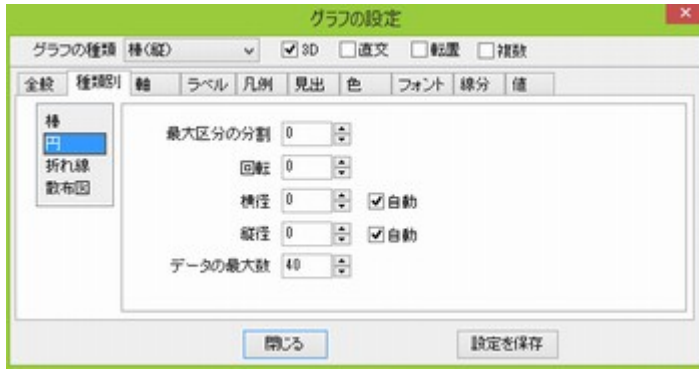 グラフの設定
グラフの種類 棒(縦) 3D 直交 転置 複数
全般 種類別 軸 ラベル 凡例 見出 色 フォント 線分 値
棒
円
折れ線
散布図
最大区分の分割 0
回転 0
横径 0 自動
縦径 0 自動
データの最大数 40
閉じる 設定を保存